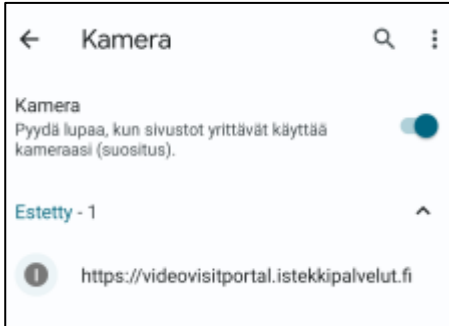 Kamera
Kamera
Pyydä lupaa, kun sivustot yrittävät käyttää
kameraasi (suositus).
Estetty - 1
I
https://videovisitportal.istekkipalvelut.fi